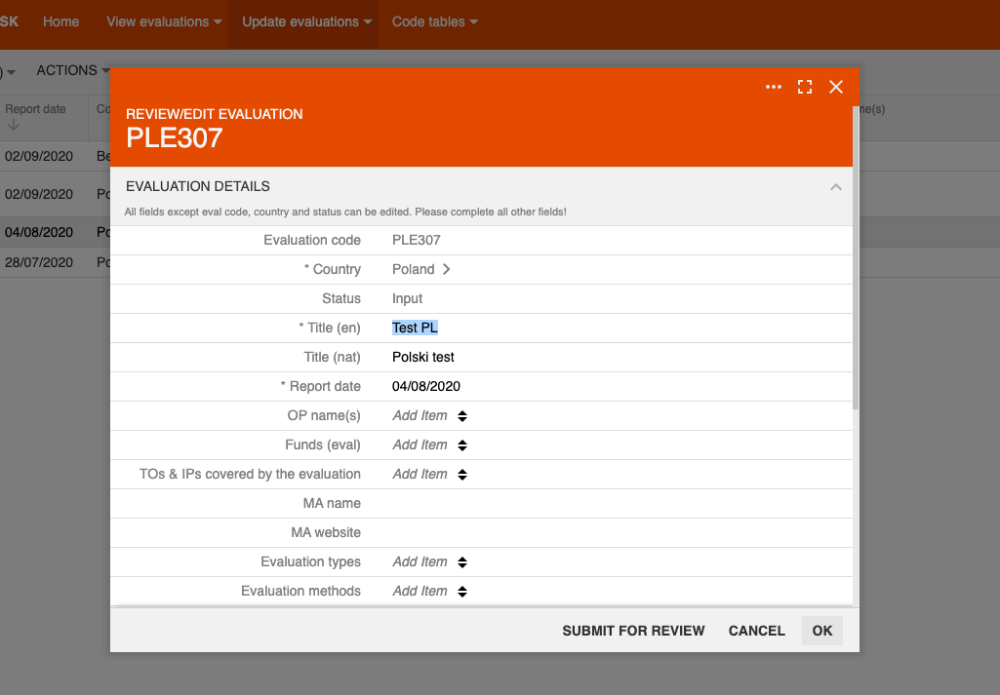 SK Home View evaluations Update evaluations Code tables
) ACTIONS
Report date Co me(s)
REVIEW/EDIT EVALUATION
PLE307
02/09/2020 Be
02/09/2020 Po
04/08/2020 Po
28/07/2020 Po
EVALUATION DETAILS
All fields except eval code, country and status can be edited. Please complete all other fields!
Evaluation code PLE307
* Country Poland
Status Input
* Title (en) Test PL
Title (nat) Polski test
* Report date 04/08/2020
OP name(s) Add Item
Funds (eval) Add Item
TOs & IPs covered by the evaluation Add Item
MA name
MA website
Evaluation types Add Item
Evaluation methods Add Item
SUBMIT FOR REVIEW CANCEL OK